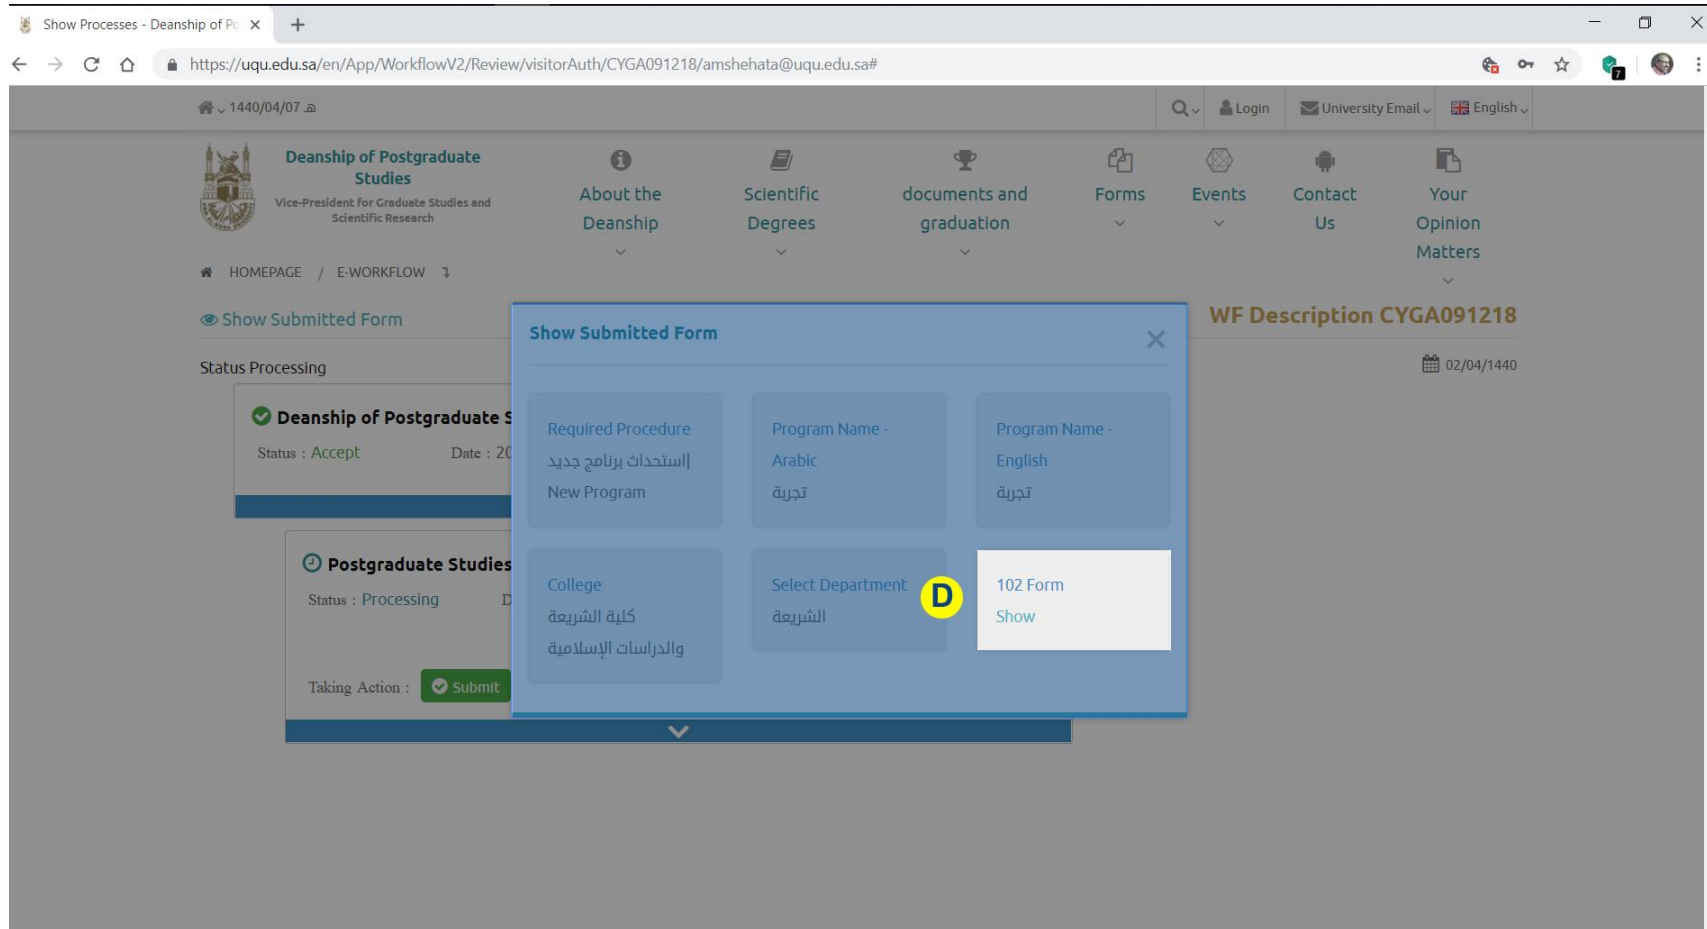 Show Processes - Deanship of Po
https://uqu.edu.sa/en/App/WorkflowV2/Review/visitorAuth/CYGA091218/amshehata@uqu.edu.sa#
7
1440/04/07 هـ
Login
University Email
English
Deanship of Postgraduate
Studies
Vice-President for Graduate Studies and
Scientific Research
About the
Deanship
Scientific
Degrees
documents and
graduation
Forms
Events
Contact
Us
Your
Opinion
Matters
HOMEPAGE / E-WORKFLOW
Show Submitted Form
WF Description CYGA091218
Status Processing
02/04/1440
Deanship of Postgraduate S
Status : Accept Date : 20
Postgraduate Studies
Status : Processing D
Taking Action : Submit
Show Submitted Form
Required Procedure
استحداث برنامج جديد|
New Program
Program Name -
Arabic
تجربة
Program Name -
English
تجربة
College
كلية الشريعة
والدراسات الإسلامية
Select Department
الشريعة
D
102 Form
Show